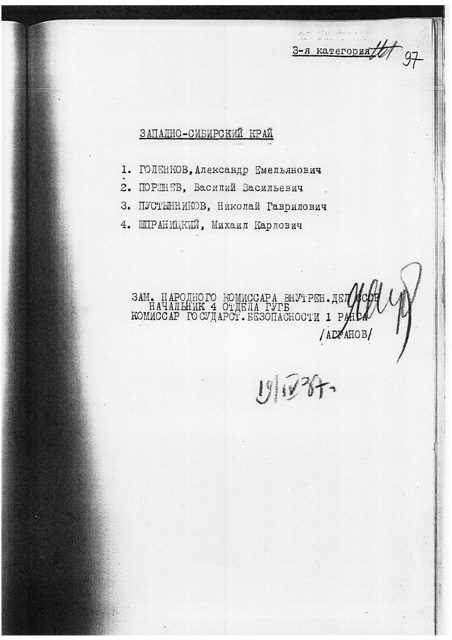 3-я категория
97
ЗАПАДНО-СИБИРСКИЙ КРАЙ
1. ГОЛЕНКОВ, Александр Емельянович
2. ПОРШНЕВ, Василий Васильевич
3. ПУСТЫННИКОВ, Николай Гаврилович
4. ШПРАНИЦКИЙ, Михаил Карлович
ЗАМ. НАРОДНОГО КОМИССАРА ВНУТРЕН.ДЕЛ СССР
НАЧАЛЬНИК 4 ОТДЕЛА ГУГБ
КОМИССАР ГОСУДАРСТ.БЕЗОПАСНОСТИ 1 РАНГА
/АГРАНОВ/
19/IV 37г.